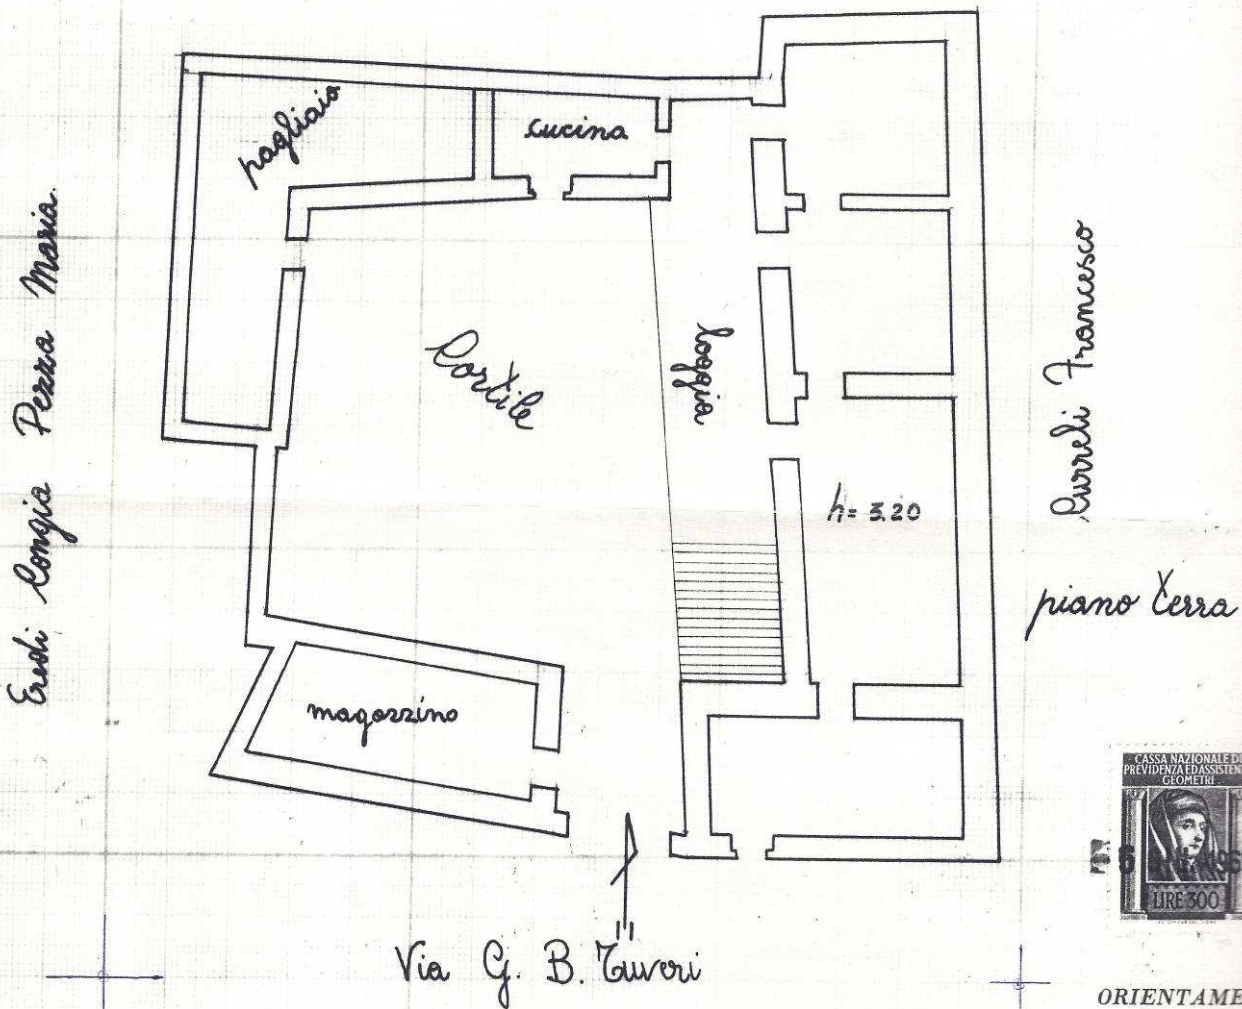 pagliaio
cucina
Cortile
loggia
h= 3.20
magazzino
Eredi Congia Pezza Maria.
Curreli Francesco
piano terra
CASSA NAZIONALE DI
PREVIDENZA ED ASSISTEN
GEOMETRI
LIRE 300
Via G. B. Tuveri
ORIENTAME